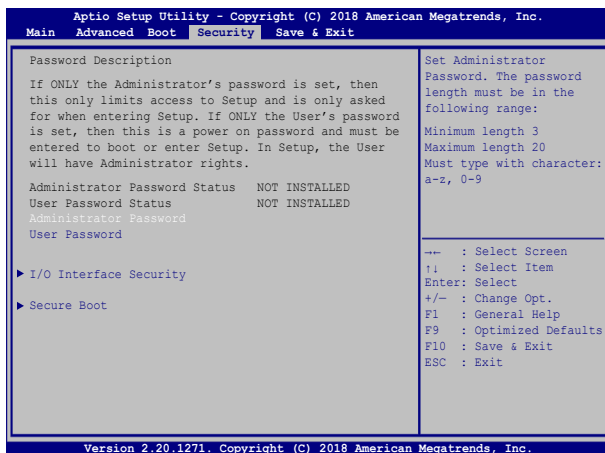 Aptio Setup Utility - Copyright (C) 2018 American Megatrends, Inc.
Main Advanced Boot Security Save & Exit
Password Description
If ONLY the Administrator's password is set, then
this only limits access to Setup and is only asked
for when entering Setup. If ONLY the User's password
is set, then this is a power on password and must be
entered to boot or enter Setup. In Setup, the User
will have Administrator rights.
Administrator Password Status NOT INSTALLED
User Password Status NOT INSTALLED
Administrator Password
User Password
▶ I/O Interface Security
▶ Secure Boot
Set Administrator
Password. The password
length must be in the
following range:
Minimum length 3
Maximum length 20
Must type with character:
a-z, 0-9
→← : Select Screen
↑↓ : Select Item
Enter: Select
+/— : Change Opt.
F1 : General Help
F9 : Optimized Defaults
F10 : Save & Exit
ESC : Exit
Version 2.20.1271. Copyright (C) 2018 American Megatrends, Inc.